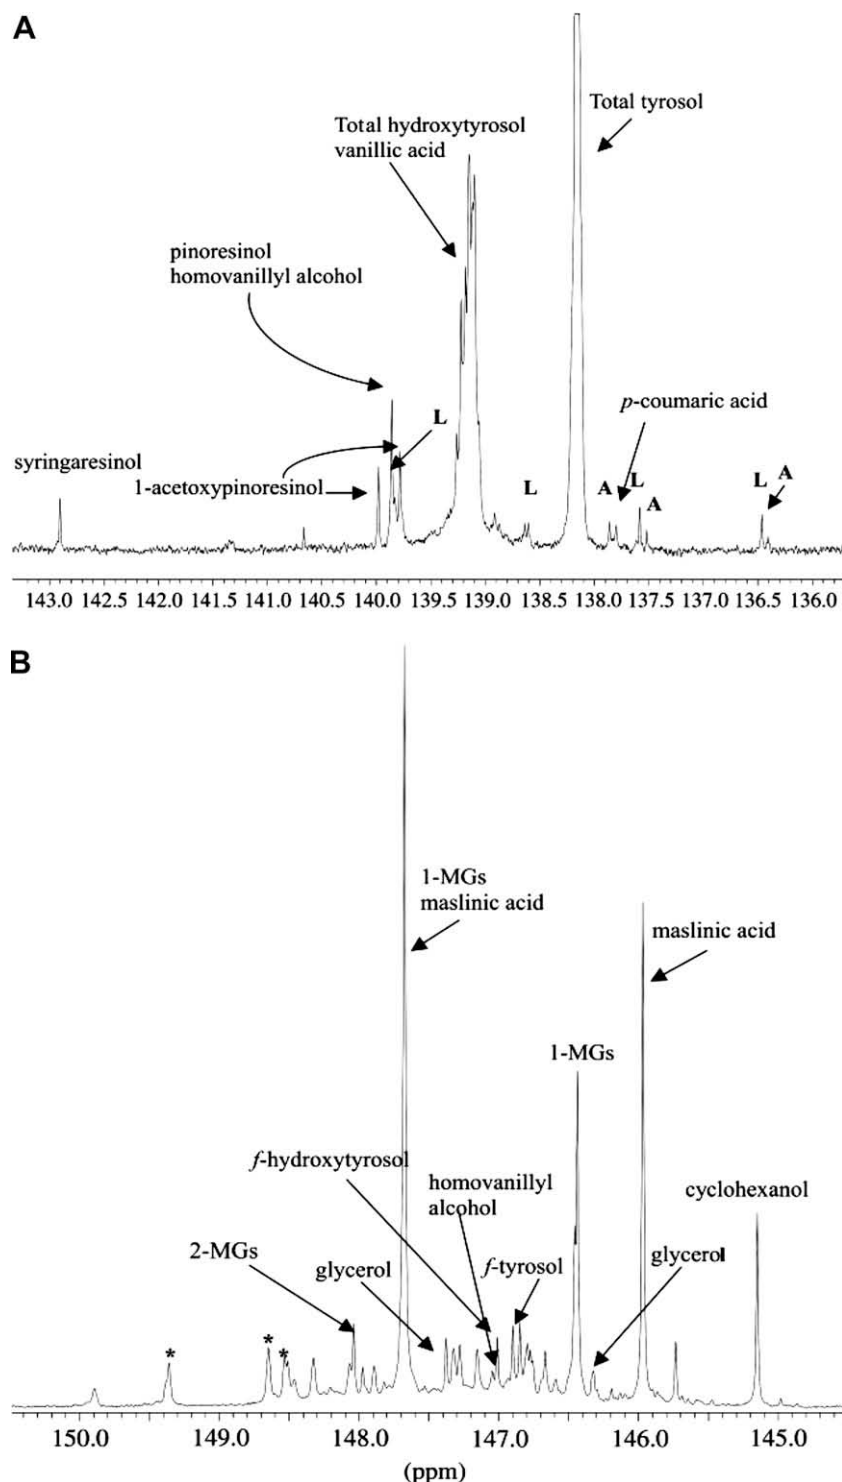 A
Total tyrosol
Total hydroxytyrosol
vanillic acid
pinoresinol
homovanillyl alcohol
p-coumaric acid
L
syringaresinol
1-acetoxypinoresinol
L
A
L
A
L
A
143.0 142.5 142.0 141.5 141.0 140.5 140.0 139.5 139.0 138.5 138.0 137.5 137.0 136.5 136.0
B
1-MGs
maslinic acid
maslinic acid
1-MGs
f-hydroxytyrosol
homovanillyl
alcohol
cyclohexanol
2-MGs
glycerol
f-tyrosol
glycerol
*
*
*
150.0 149.0 148.0 147.0 146.0 145.0
(ppm)